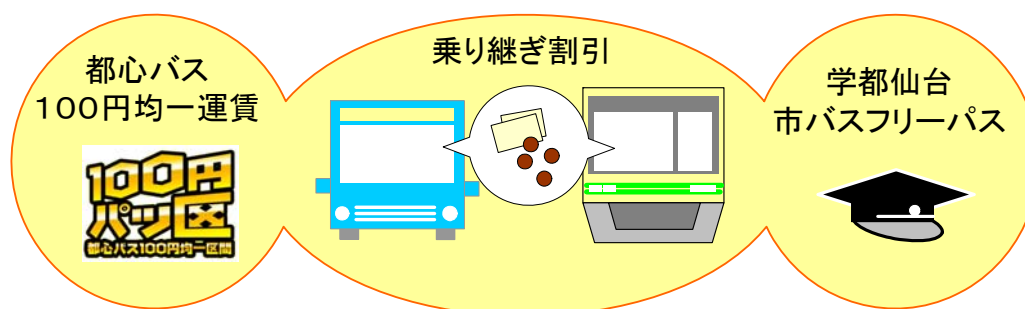 都心バス
100円均一運賃
100円
パッ区
都心バス100円均一区間
乗り継ぎ割引
学都仙台
市バスフリーパス